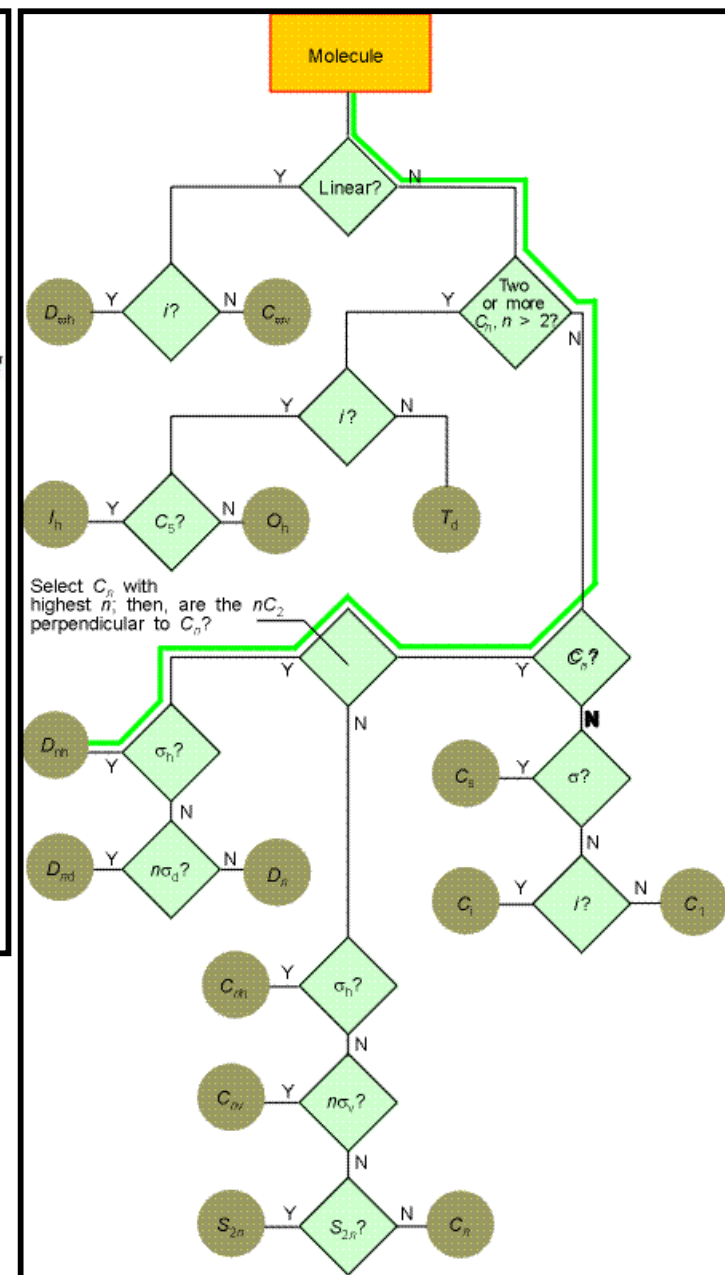 Molecule
Y
Linear?
N
D∞h
Y
i?
N
C∞v
Y
Two
or more
Cn, n > 2?
N
Y
i?
N
Ih
Y
C5?
N
Oh
Td
Select Cn with
highest n; then, are the nC2
perpendicular to Cn?
Y
N
Y
Cn?
N
Dnh
Y
σh?
N
Dnd
Y
nσd?
N
Dn
Cs
Y
σ?
N
Ci
Y
i?
N
C1
Cnh
Y
σh?
N
Cnv
Y
nσv?
N
S2n
Y
S2n?
N
Cn